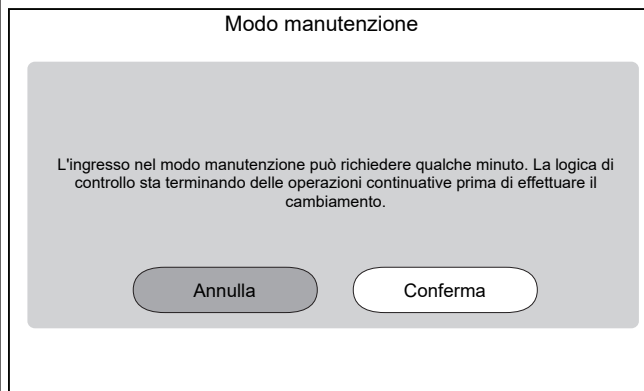 Modo manutenzione
L'ingresso nel modo manutenzione può richiedere qualche minuto. La logica di
controllo sta terminando delle operazioni continuative prima di effettuare il
cambiamento.
Annulla Conferma